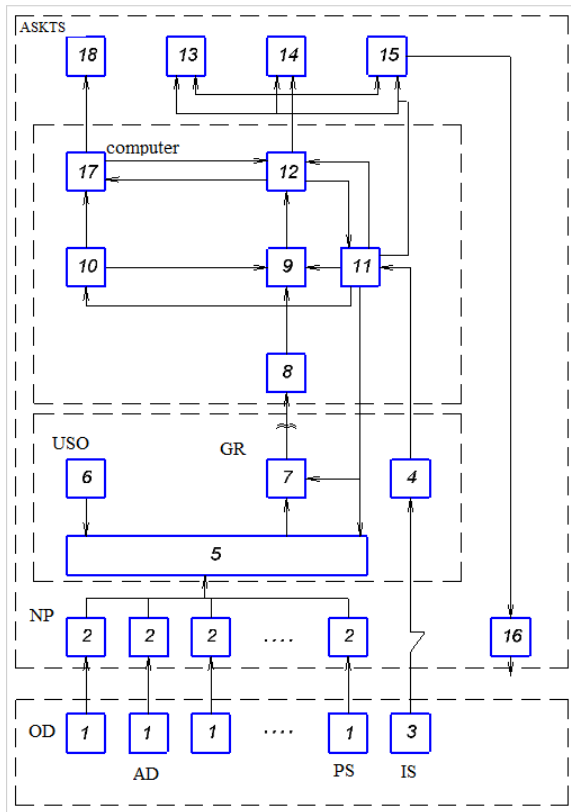 ASKTS
18 13 14 15
computer
17 12
10 9 11
8
USO GR
6 7 4
5
NP
2 2 2 .... 2 16
OD 1 1 1 .... 1 3
AD PS IS